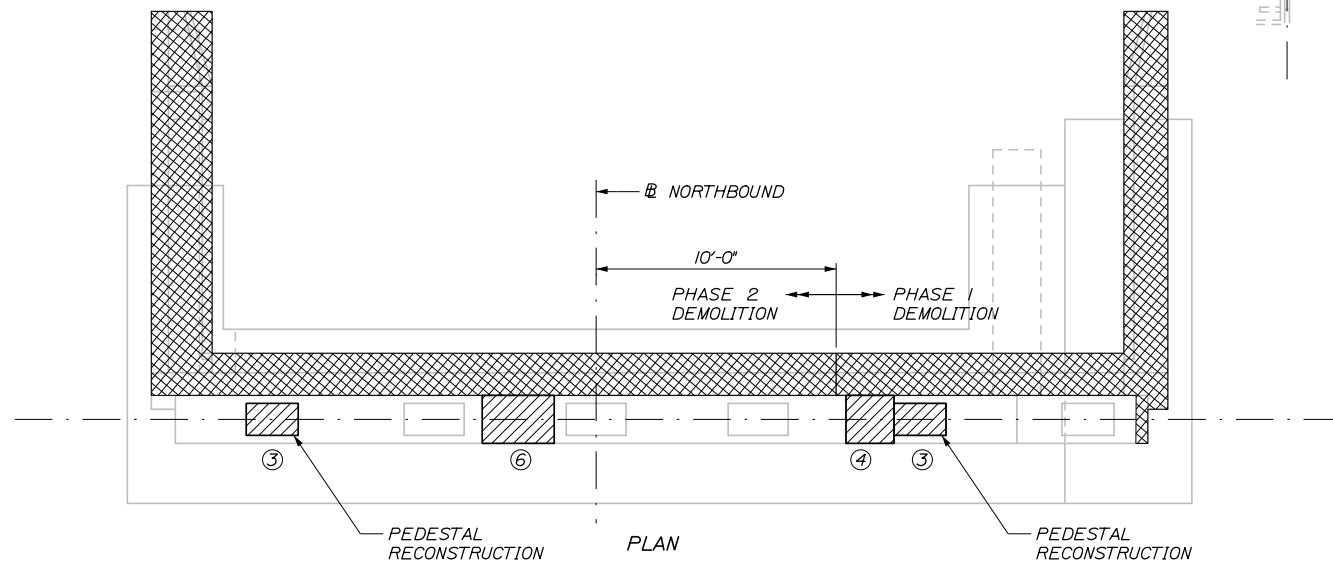 ℄ NORTHBOUND
10'-0"
PHASE 2
DEMOLITION
PHASE 1
DEMOLITION
3
6
4
3
PEDESTAL
RECONSTRUCTION
PLAN
PEDESTAL
RECONSTRUCTION